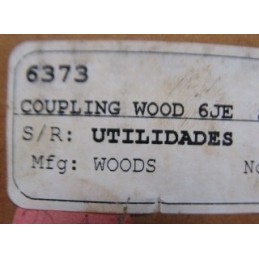 6373
COUPLING WOOD 6JE
S/R: UTILIDADES
Mfg: WOODS